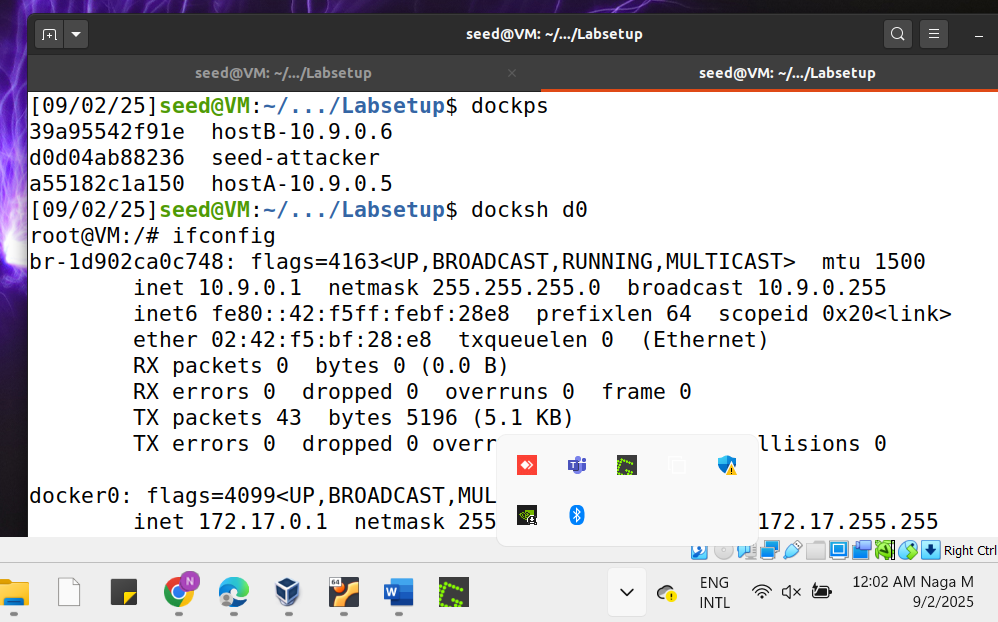 seed@VM: ~/.../Labsetup
seed@VM: ~/.../Labsetup
seed@VM: ~/.../Labsetup
[09/02/25]seed@VM:~/.../Labsetup$ dockps
39a95542f91e  hostB-10.9.0.6
d0d04ab88236  seed-attacker
a55182c1a150  hostA-10.9.0.5
[09/02/25]seed@VM:~/.../Labsetup$ docksh d0
root@VM:/# ifconfig
br-1d902ca0c748: flags=4163<UP,BROADCAST,RUNNING,MULTICAST>  mtu 1500
inet 10.9.0.1  netmask 255.255.255.0  broadcast 10.9.0.255
inet6 fe80::42:f5ff:febf:28e8  prefixlen 64  scopeid 0x20<link>
ether 02:42:f5:bf:28:e8  txqueuelen 0  (Ethernet)
RX packets 0  bytes 0 (0.0 B)
RX errors 0  dropped 0  overruns 0  frame 0
TX packets 43  bytes 5196 (5.1 KB)
TX errors 0  dropped 0 overr llisions 0
docker0: flags=4099<UP,BROADCAST,MUL
inet 172.17.0.1  netmask 255 172.17.255.255
Right Ctrl
N
64
W
ENG
INTL
12:02 AM Naga M
9/2/2025